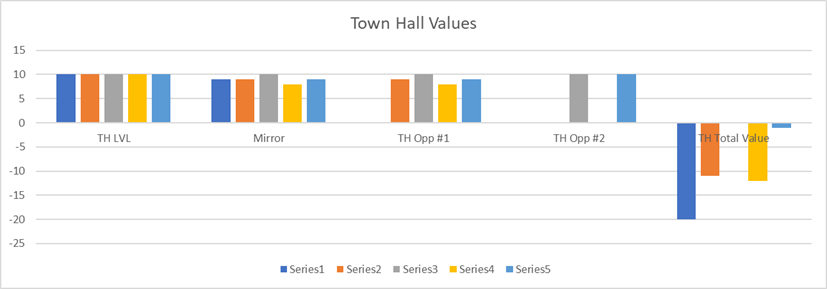 Town Hall Values
15
10
5
0
-5
-10
-15
-20
-25
TH LVL
Mirror
TH Opp #1
TH Opp #2
TH Total Value
Series1 Series2 Series3 Series4 Series5